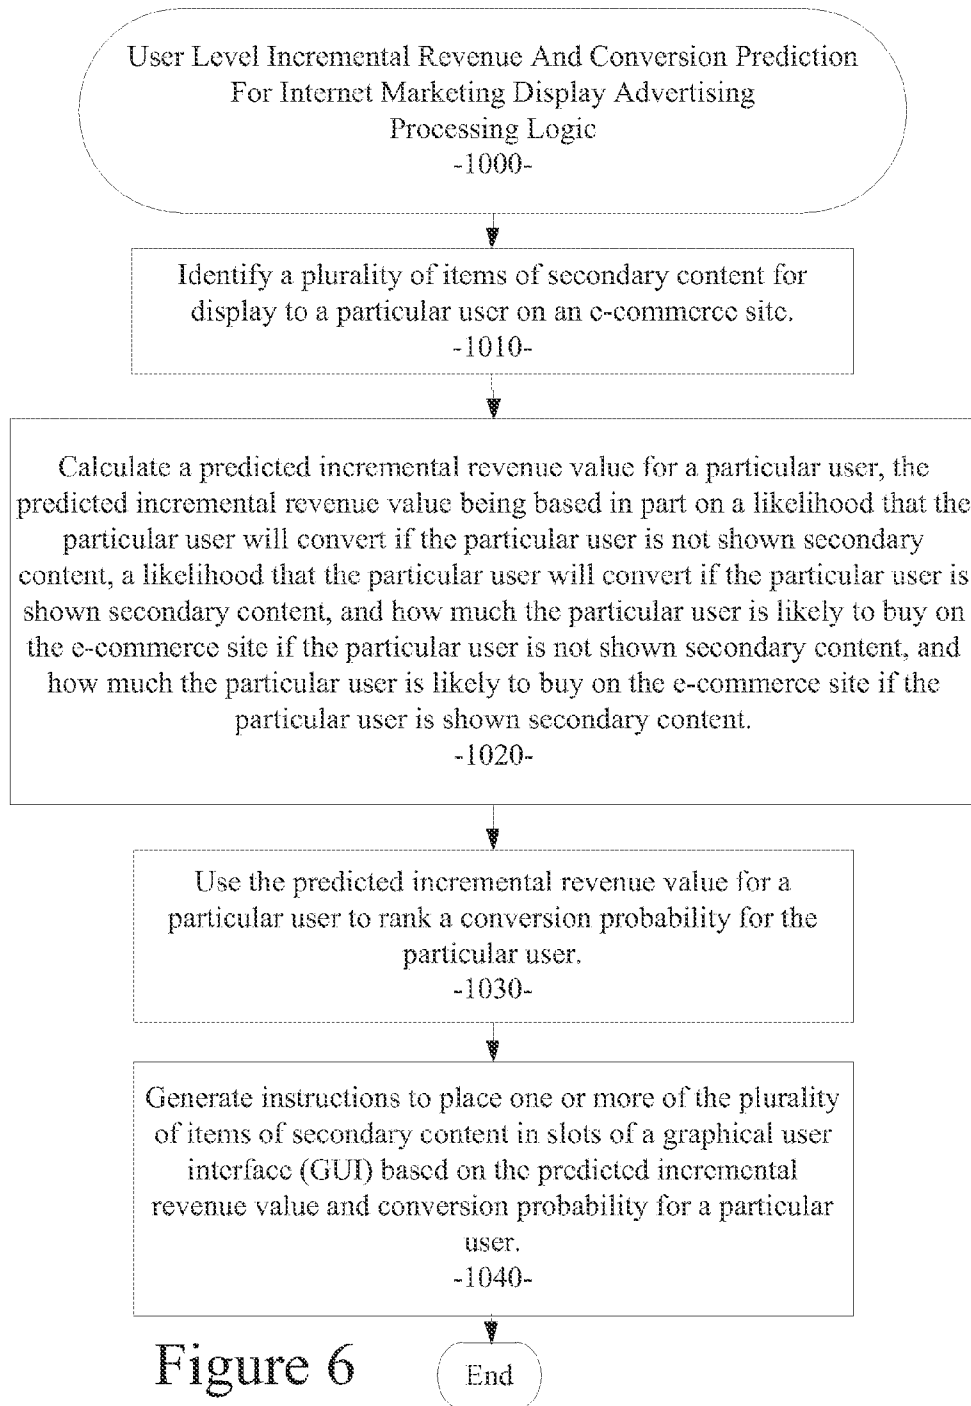 User Level Incremental Revenue And Conversion Prediction
For Internet Marketing Display Advertising
Processing Logic
-1000-
Identify a plurality of items of secondary content for
display to a particular user on an e-commerce site.
-1010-
Calculate a predicted incremental revenue value for a particular user, the
predicted incremental revenue value being based in part on a likelihood that the
particular user will convert if the particular user is not shown secondary
content, a likelihood that the particular user will convert if the particular user is
shown secondary content, and how much the particular user is likely to buy on
the e-commerce site if the particular user is not shown secondary content, and
how much the particular user is likely to buy on the e-commerce site if the
particular user is shown secondary content.
-1020-
Use the predicted incremental revenue value for a
particular user to rank a conversion probability for the
particular user.
-1030-
Generate instructions to place one or more of the plurality
of items of secondary content in slots of a graphical user
interface (GUI) based on the predicted incremental
revenue value and conversion probability for a particular
user.
-1040-
Figure 6
End